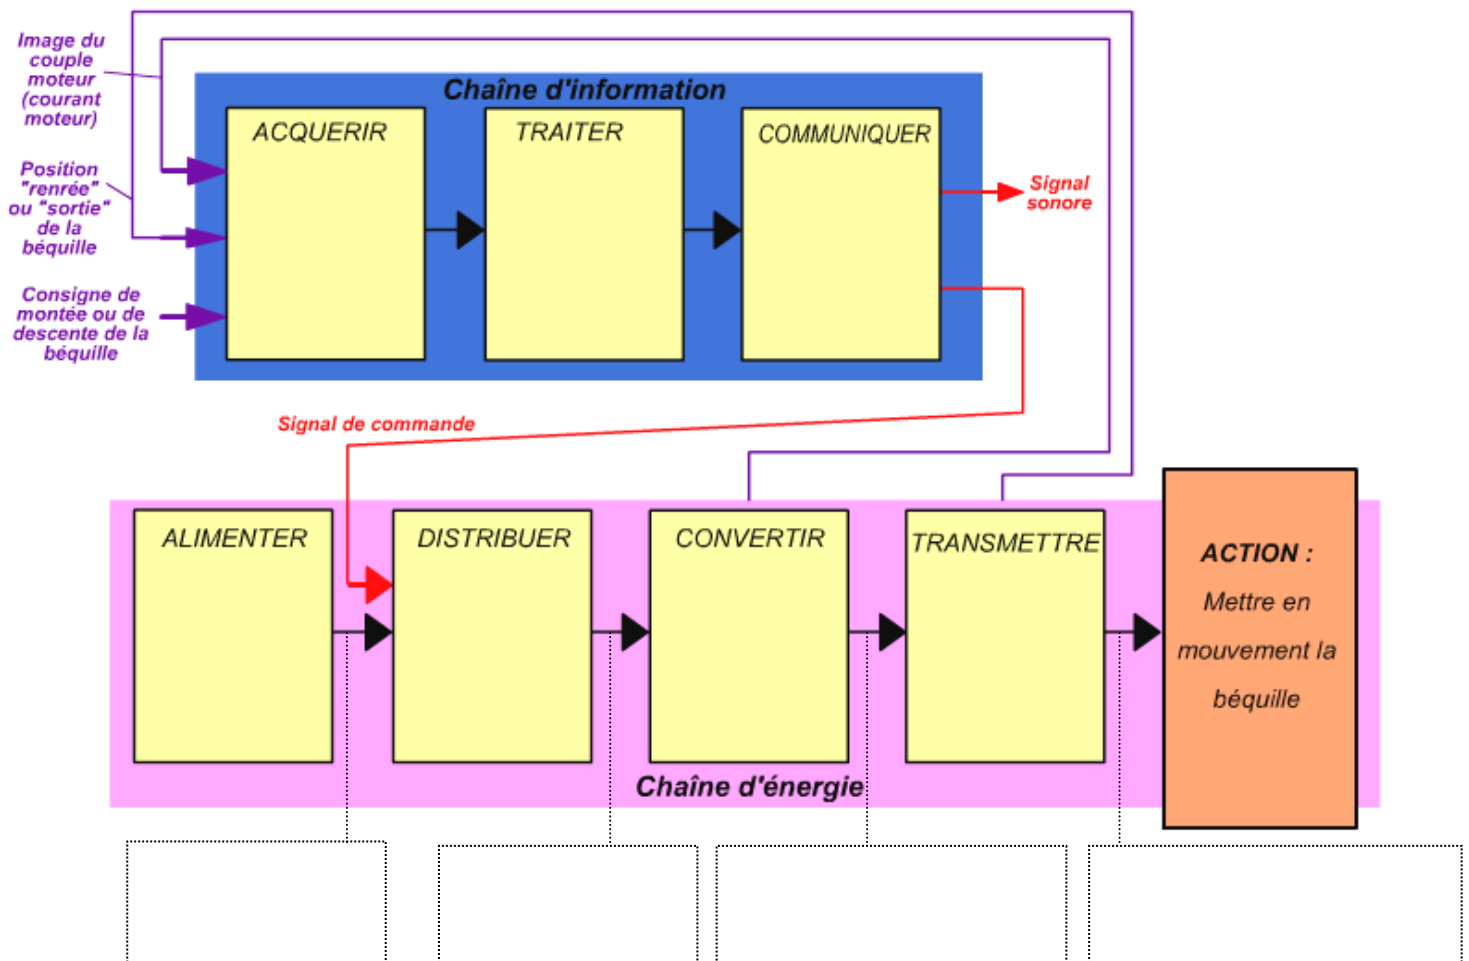 Image du
couple
moteur
(courant
moteur)
Position
"renrée"
ou "sortie"
de la
béquille
Consigne de
montée ou de
descente de la
béquille
Chaîne d'information
ACQUERIR
TRAITER
COMMUNIQUER
Signal
sonore
Signal de commande
ALIMENTER
DISTRIBUER
CONVERTIR
TRANSMETTRE
ACTION :
Mettre en
mouvement la
béquille
Chaîne d'énergie